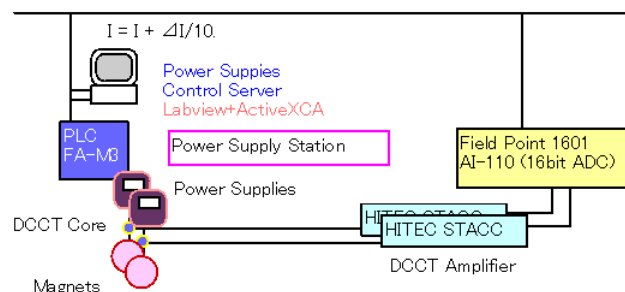 I = I + ⊿I/10.
Power Suppies
Control Server
Labview+ActiveXCA
PLC
FA-M3
Power Supply Station
Field Point 1601
AI-110 (16bit ADC)
Power Supplies
DCCT Core
HITEC STACC
HITEC STACC
DCCT Amplifier
Magnets